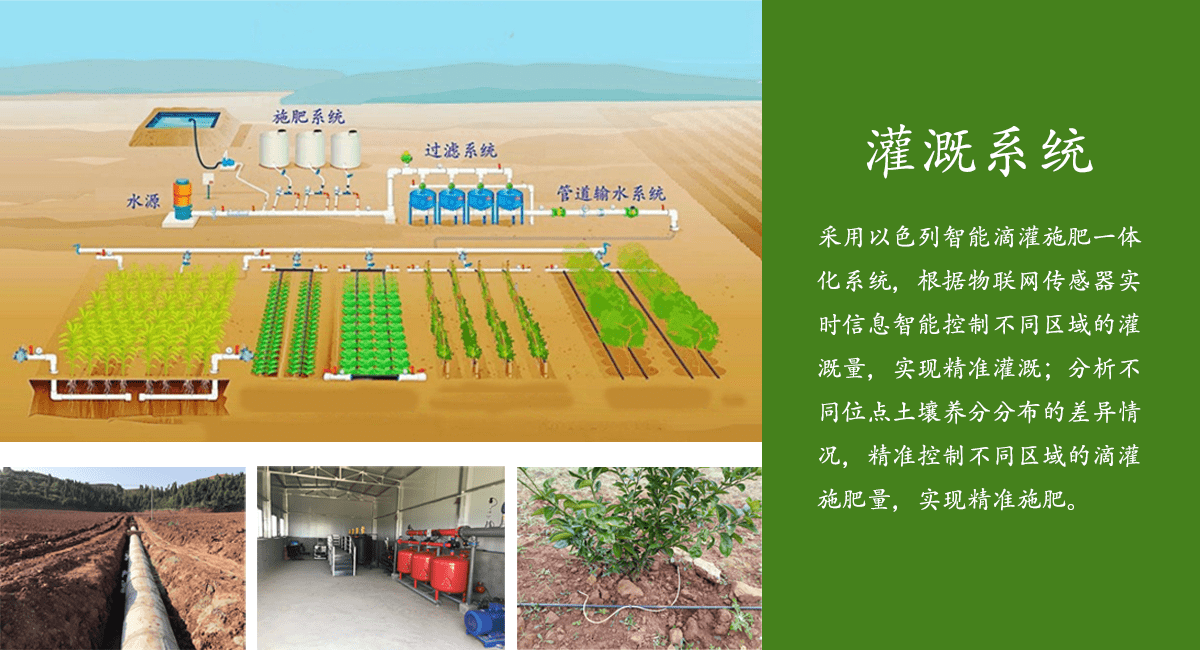 施肥系统
过滤系统
水源
管道输水系统
灌溉系统
采用以色列智能滴灌施肥一体
化系统，根据物联网传感器实
时信息智能控制不同区域的灌
溉量，实现精准灌溉；分析不
同位点土壤养分分布的差异情
况，精准控制不同区域的滴灌
施肥量，实现精准施肥。